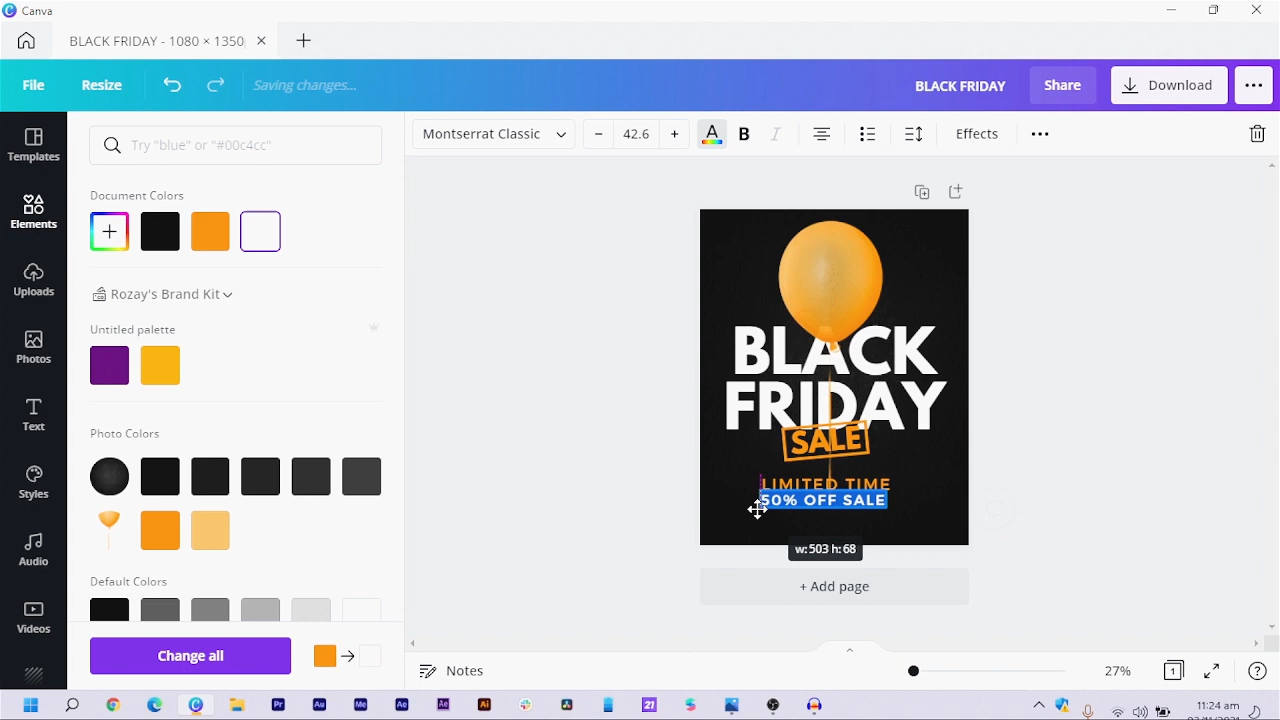 Canva
BLACK FRIDAY - 1080 × 1350
File
Resize
Saving changes...
BLACK FRIDAY
Share
Download
Templates
Elements
Uploads
Photos
Text
Styles
Audio
Videos
Try "blue" or "#00c4cc"
Document Colors
Rozay's Brand Kit
Untitled palette
Photo Colors
Default Colors
Change all
Montserrat Classic
42.6
B
I
Effects
BLACK
FRIDAY
SALE
LIMITED TIME
50% OFF SALE
w: 503 h: 68
+ Add page
Notes
27%
1
11:24 am